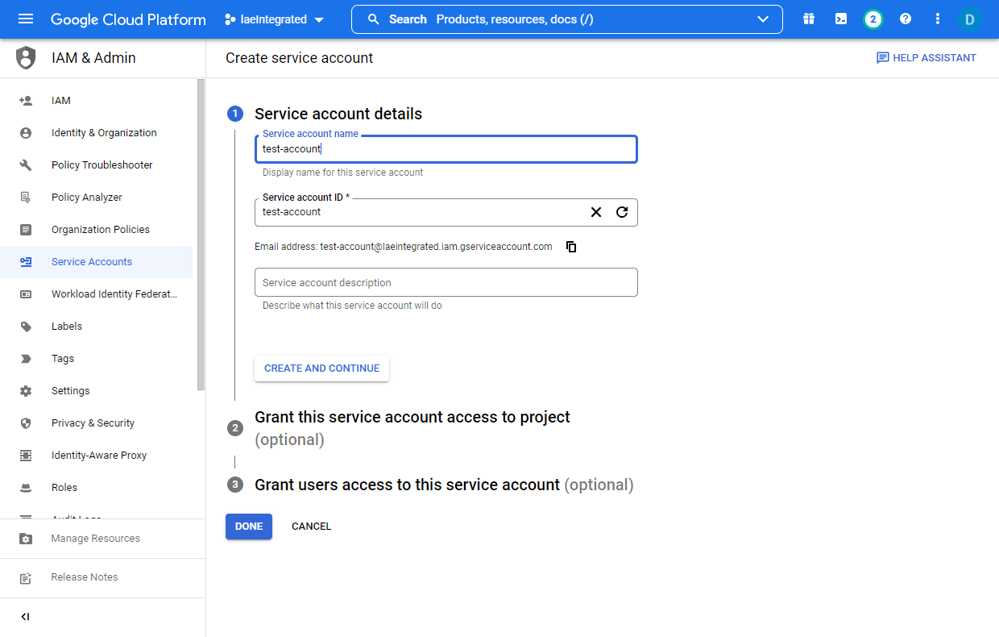 Google Cloud Platform
IaeIntegrated
Search Products, resources, docs (/)
2
D
IAM & Admin
Create service account
HELP ASSISTANT
IAM
Identity & Organization
Policy Troubleshooter
Policy Analyzer
Organization Policies
Service Accounts
Workload Identity Federat...
Labels
Tags
Settings
Privacy & Security
Identity-Aware Proxy
Roles
Audit Logs
Manage Resources
Release Notes
1 Service account details
Service account name
test-account
Display name for this service account
Service account ID *
test-account
Email address: test-account@laeintegrated.iam.gserviceaccount.com
Service account description
Describe what this service account will do
CREATE AND CONTINUE
2 Grant this service account access to project
(optional)
3 Grant users access to this service account (optional)
DONE CANCEL